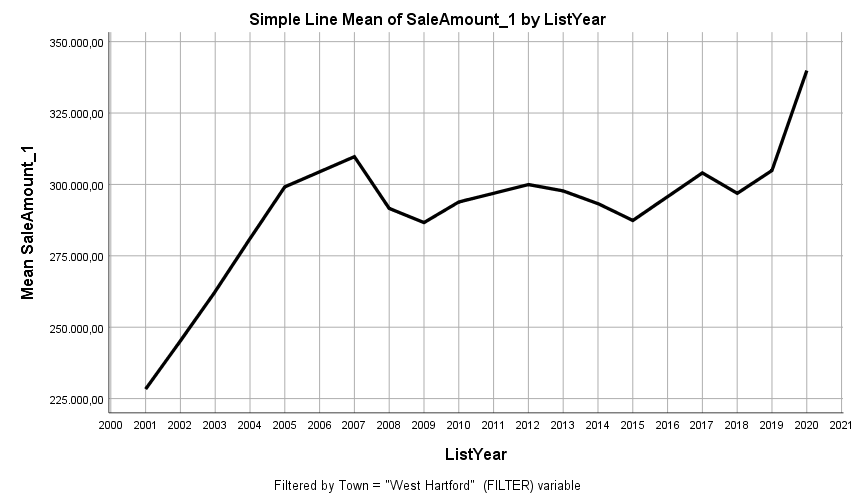 Simple Line Mean of SaleAmount_1 by ListYear
350.000,00
325.000,00
300.000,00
275.000,00
250.000,00
225.000,00
Mean SaleAmount_1
2000 2001 2002 2003 2004 2005 2006 2007 2008 2009 2010 2011 2012 2013 2014 2015 2016 2017 2018 2019 2020 2021
ListYear
Filtered by Town = "West Hartford"  (FILTER) variable